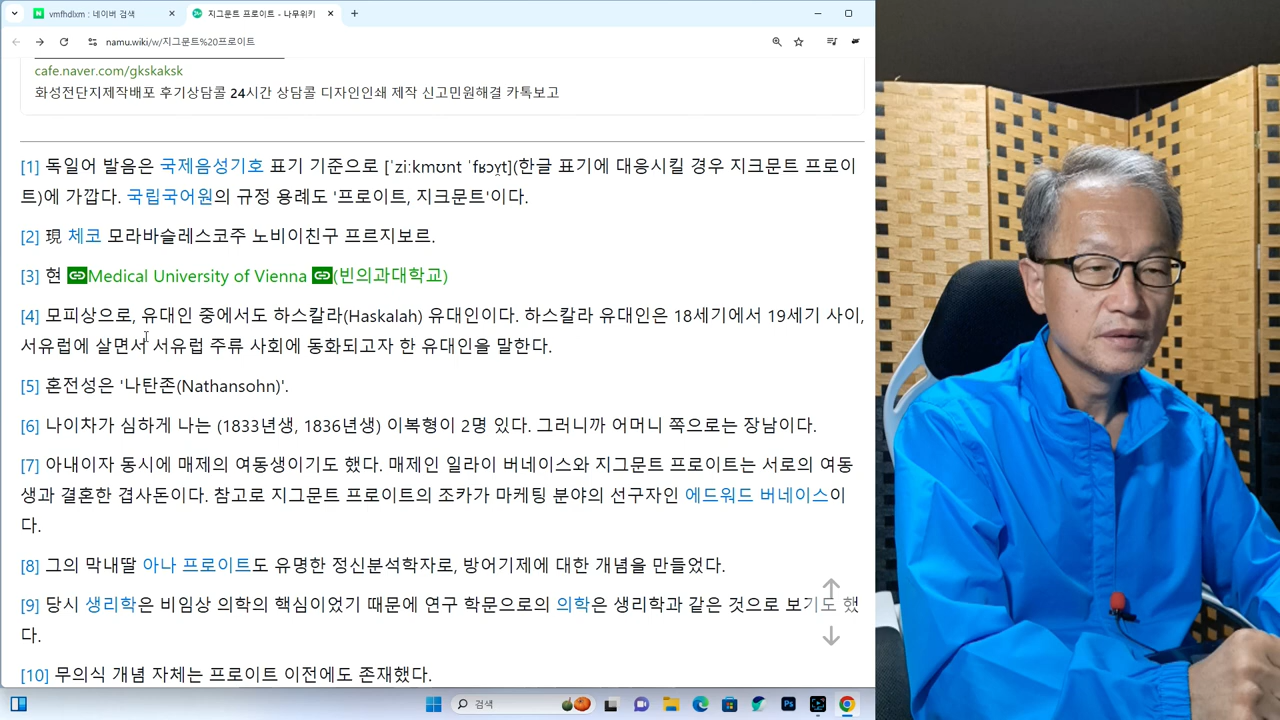 vmfhdlxm : 네이버 검색
지그문트 프로이트 - 나무위키
namu.wiki/w/지그문트%20프로이트
cafe.naver.com/gkskaksk
화성전단지제작배포 후기상담콜 24시간 상담콜 디자인인쇄 제작 신고민원해결 카톡보고
[1] 독일어 발음은 국제음성기호 표기 기준으로 [ˈziːkmʊnt ˈfʁɔʏ̯t](한글 표기에 대응시킬 경우 지크문트 프로이
트)에 가깝다. 국립국어원의 규정 용례도 '프로이트, 지크문트'이다.
[2] 現 체코 모라바슬레스코주 노비이친구 프르지보르.
[3] 현 Medical University of Vienna (빈의과대학교)
[4] 모피상으로, 유대인 중에서도 하스칼라(Haskalah) 유대인이다. 하스칼라 유대인은 18세기에서 19세기 사이,
서유럽에 살면서 서유럽 주류 사회에 동화되고자 한 유대인을 말한다.
[5] 혼전성은 '나탄존(Nathansohn)'.
[6] 나이차가 심하게 나는 (1833년생, 1836년생) 이복형이 2명 있다. 그러니까 어머니 쪽으로는 장남이다.
[7] 아내이자 동시에 매제의 여동생이기도 했다. 매제인 일라이 버네이스와 지그문트 프로이트는 서로의 여동
생과 결혼한 겹사돈이다. 참고로 지그문트 프로이트의 조카가 마케팅 분야의 선구자인 에드워드 버네이스이
다.
[8] 그의 막내딸 아나 프로이트도 유명한 정신분석학자로, 방어기제에 대한 개념을 만들었다.
[9] 당시 생리학은 비임상 의학의 핵심이었기 때문에 연구 학문으로의 의학은 생리학과 같은 것으로 보기도 했
다.
[10] 무의식 개념 자체는 프로이트 이전에도 존재했다.
검색
Ps